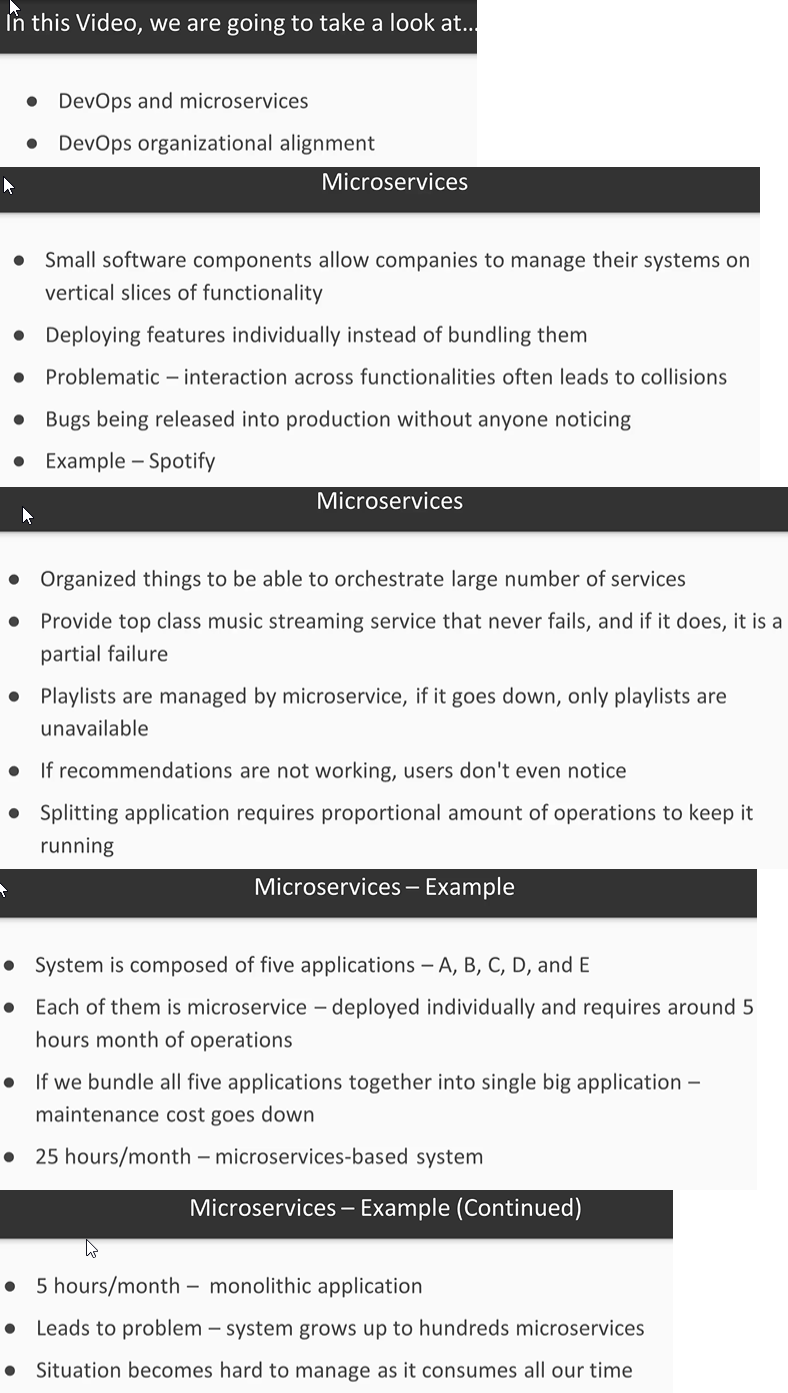 In this Video, we are going to take a look at…
● DevOps and microservices
● DevOps organizational alignment
Microservices
● Small software components allow companies to manage their systems on
vertical slices of functionality
● Deploying features individually instead of bundling them
● Problematic – interaction across functionalities often leads to collisions
● Bugs being released into production without anyone noticing
● Example – Spotify
Microservices
● Organized things to be able to orchestrate large number of services
● Provide top class music streaming service that never fails, and if it does, it is a
partial failure
● Playlists are managed by microservice, if it goes down, only playlists are
unavailable
● If recommendations are not working, users don't even notice
● Splitting application requires proportional amount of operations to keep it
running
Microservices – Example
● System is composed of five applications – A, B, C, D, and E
● Each of them is microservice – deployed individually and requires around 5
hours month of operations
● If we bundle all five applications together into single big application –
maintenance cost goes down
● 25 hours/month – microservices-based system
Microservices – Example (Continued)
● 5 hours/month – monolithic application
● Leads to problem – system grows up to hundreds microservices
● Situation becomes hard to manage as it consumes all our time